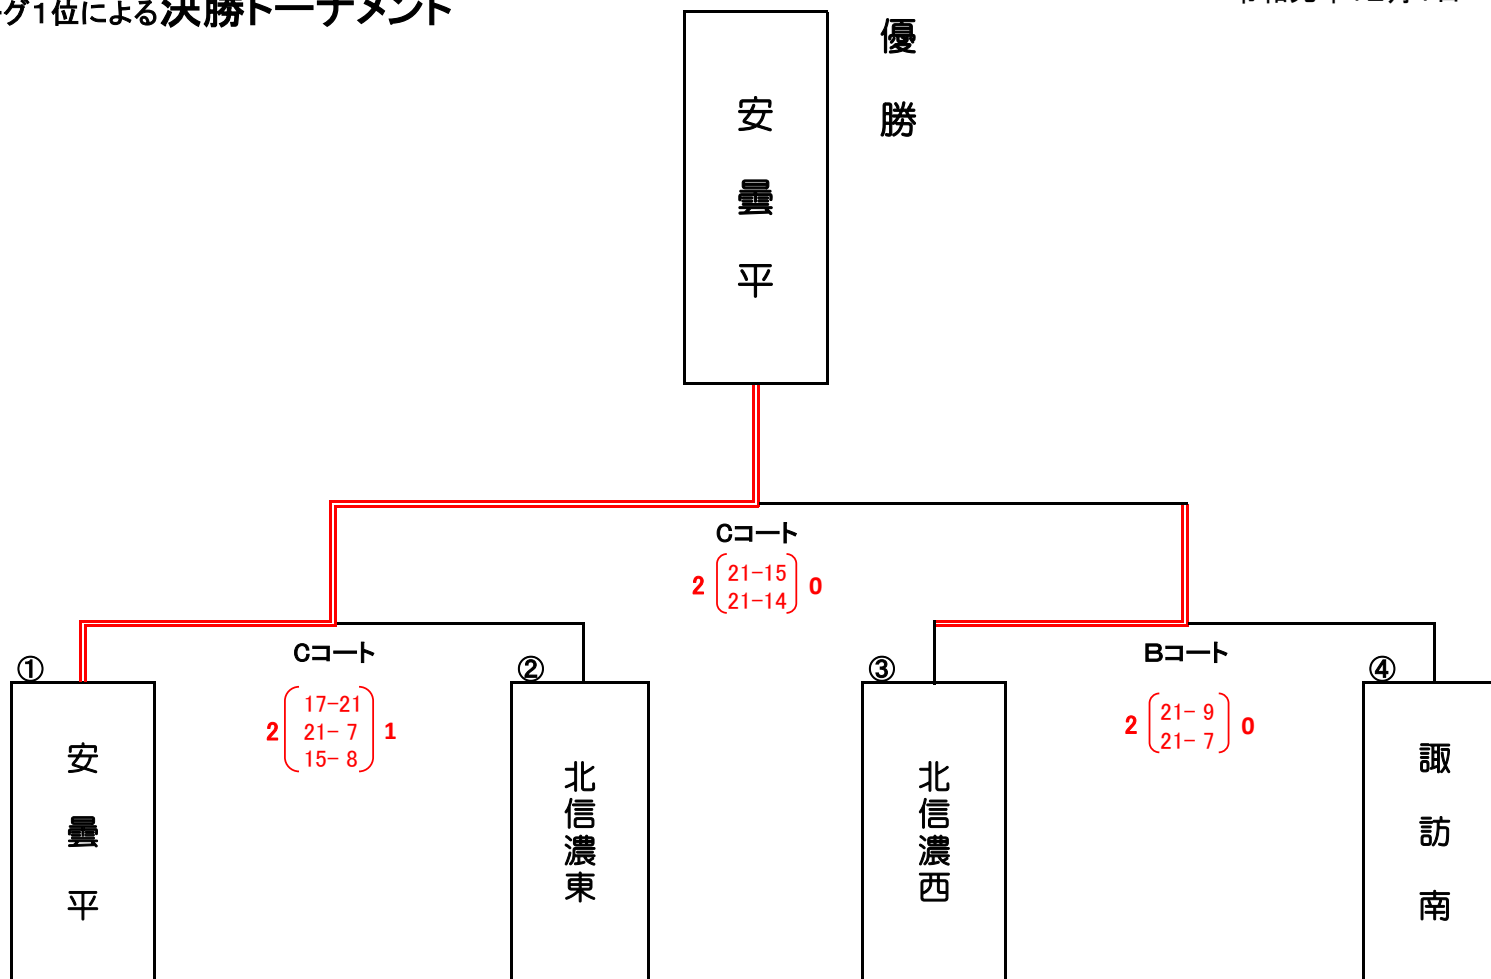 グ1位による決勝トーナメント
優勝
安曇平
Cコート
2 21-15 0
21-14
Cコート
Bコート
① ② ③ ④
17-21
2 21- 7 1
15- 8
2 21- 9 0
21- 7
安曇平
北信濃東
北信濃西
諏訪南